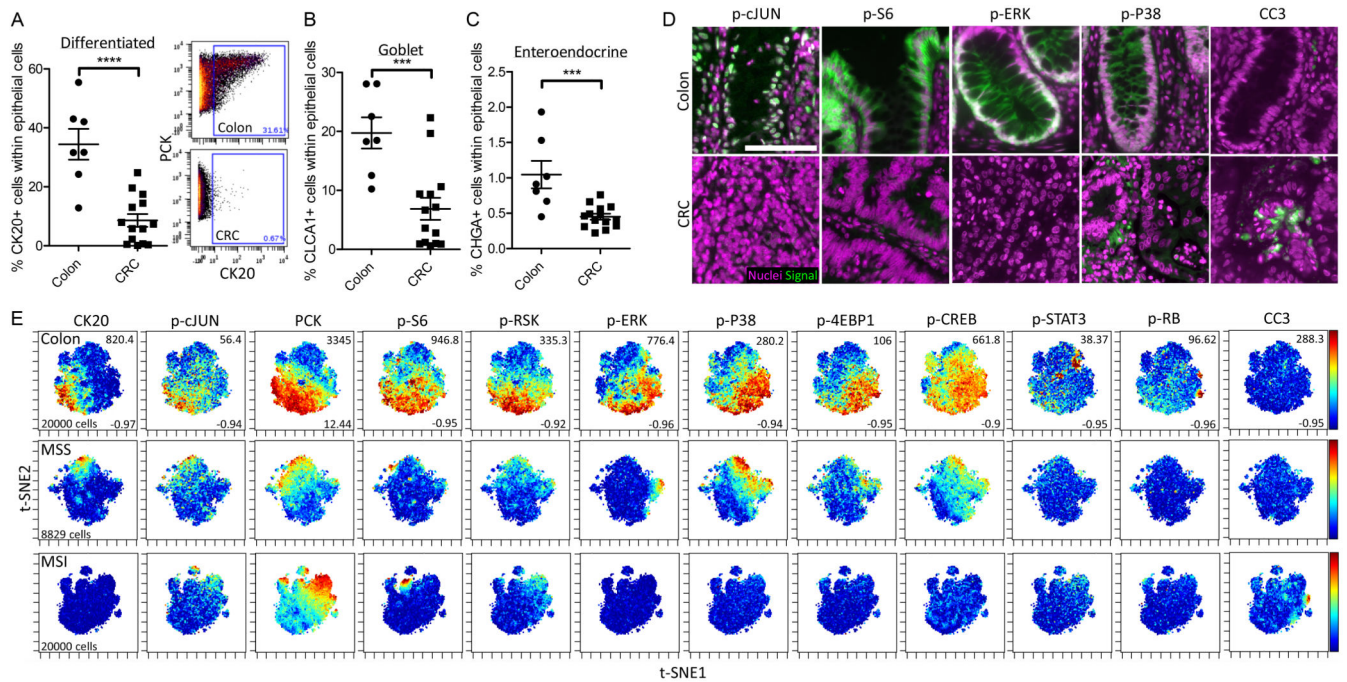 A
Differentiated
****
% CK20+ cells within epithelial cells
60
40
20
0
Colon
CRC
PCK
Colon
31.61%
CRC
0.67%
CK20
B
Goblet
***
% CLCA1+ cells within epithelial cells
30
20
10
0
Colon
CRC
C
Enteroendocrine
***
% CHGA+ cells within epithelial cells
2.5
2.0
1.5
1.0
0.5
0.0
Colon
CRC
D
p-cJUN p-S6 p-ERK p-P38 CC3
Colon
CRC
Nuclei Signal
E
CK20 p-cJUN PCK p-S6 p-RSK p-ERK p-P38 p-4EBP1 p-CREB p-STAT3 p-RB CC3
Colon 820.4 56.4 3345 946.8 335.3 776.4 280.2 106 661.8 38.37 96.62 288.3
20000 cells -0.97 -0.94 12.44 -0.95 -0.92 -0.96 -0.94 -0.95 -0.9 -0.95 -0.96 -0.95
MSS
8829 cells
MSI
20000 cells
t-SNE2
t-SNE1